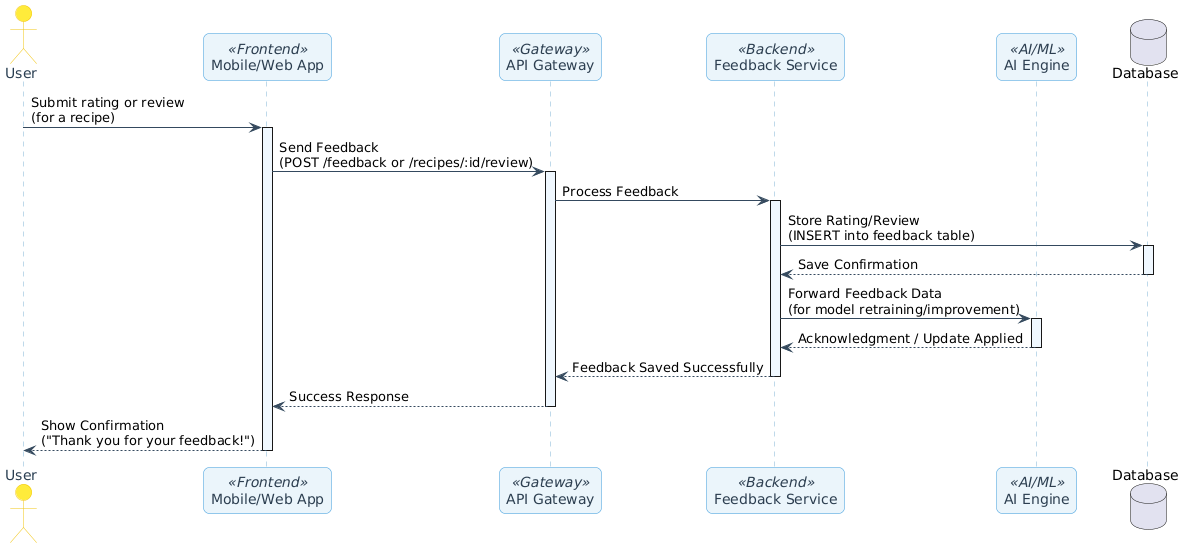 User
«Frontend»
Mobile/Web App
«Gateway»
API Gateway
«Backend»
Feedback Service
«AI/ML»
AI Engine
Database
Submit rating or review
(for a recipe)
Send Feedback
(POST /feedback or /recipes/:id/review)
Process Feedback
Store Rating/Review
(INSERT into feedback table)
Save Confirmation
Forward Feedback Data
(for model retraining/improvement)
Acknowledgment / Update Applied
Feedback Saved Successfully
Success Response
Show Confirmation
("Thank you for your feedback!")
User
«Frontend»
Mobile/Web App
«Gateway»
API Gateway
«Backend»
Feedback Service
«AI/ML»
AI Engine
Database